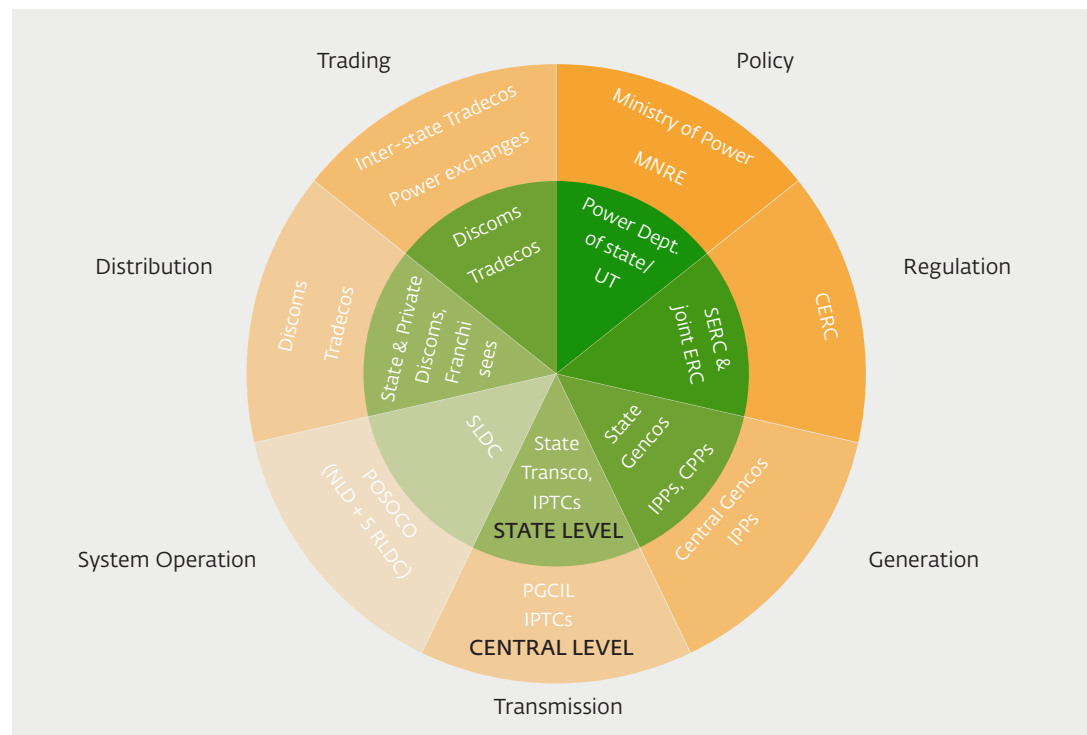 Trading
Policy
Inter-state Tradecos
Power exchanges
Ministry of Power
MNRE
Discoms
Tradecos
Power Dept.
of state/
UT
Distribution
Regulation
Discoms
Tradecos
State & Private
Discoms,
Franchi
sees
SERC &
joint ERC
CERC
SLDC
State
Transco,
IPTCs
STATE LEVEL
State
Gencos
IPPs, CPPs
System Operation
POSOCO
(NLD + 5 RLDC)
PGCIL
IPTCs
CENTRAL LEVEL
Central Gencos
IPPs
Generation
Transmission